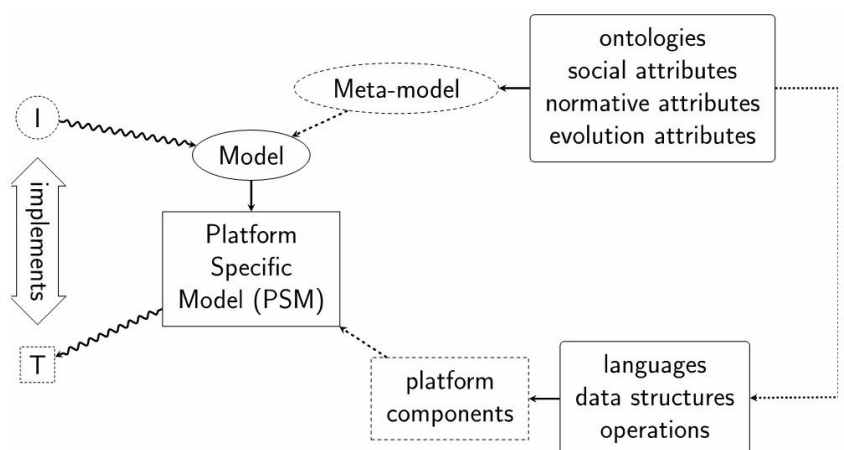 ontologies
social attributes
normative attributes
evolution attributes
Meta-model
I
Model
implements
Platform
Specific
Model (PSM)
T
platform
components
languages
data structures
operations